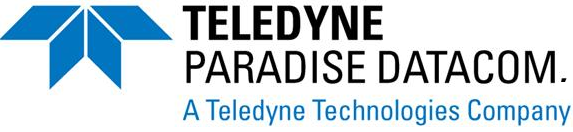 TELEDYNE
PARADISE DATACOM.
A Teledyne Technologies Company